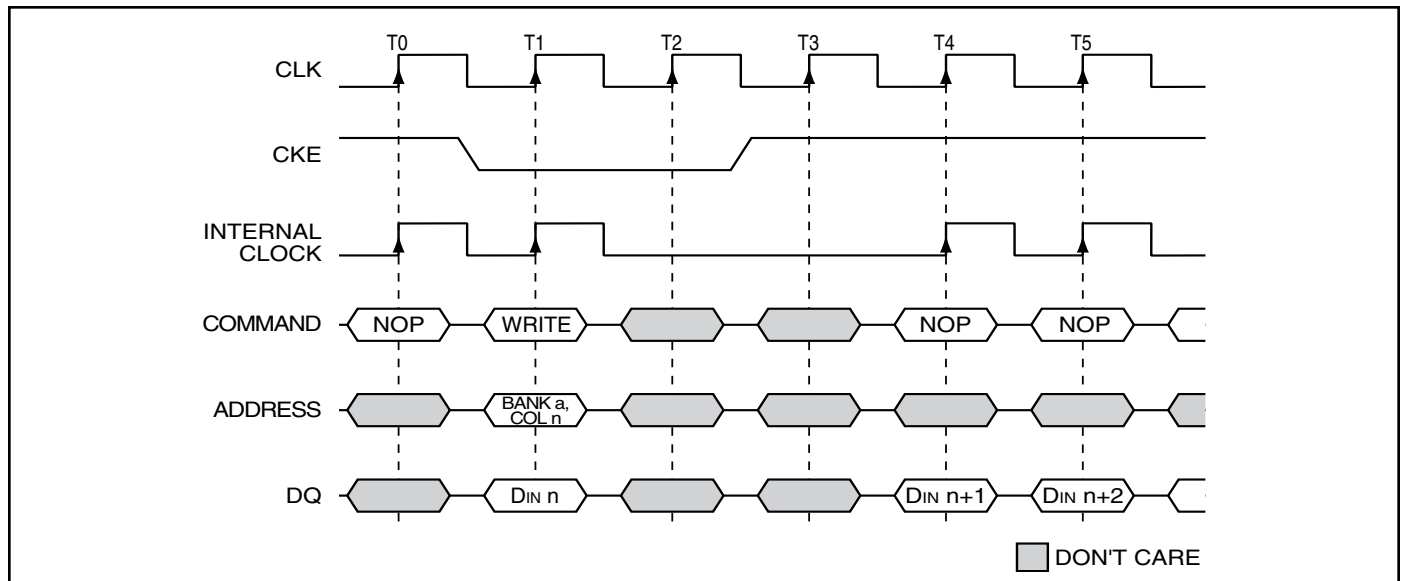 T0 T1 T2 T3 T4 T5
CLK
CKE
INTERNAL
CLOCK
COMMAND NOP WRITE NOP NOP
ADDRESS BANK a,
COL n
DQ DIN n DIN n+1 DIN n+2
DON'T CARE